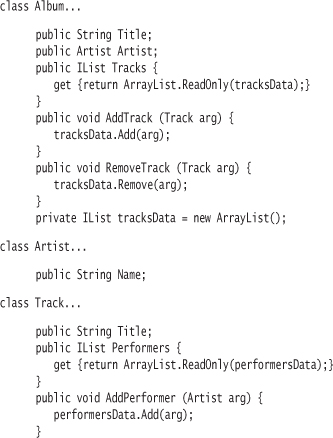 class Album...
public String Title;
public Artist Artist;
public IList Tracks {
get {return ArrayList.ReadOnly(tracksData);}
}
public void AddTrack (Track arg) {
tracksData.Add(arg);
}
public void RemoveTrack (Track arg) {
tracksData.Remove(arg);
}
private IList tracksData = new ArrayList();
class Artist...
public String Name;
class Track...
public String Title;
public IList Performers {
get {return ArrayList.ReadOnly(performersData);}
}
public void AddPerformer (Artist arg) {
performersData.Add(arg);
}